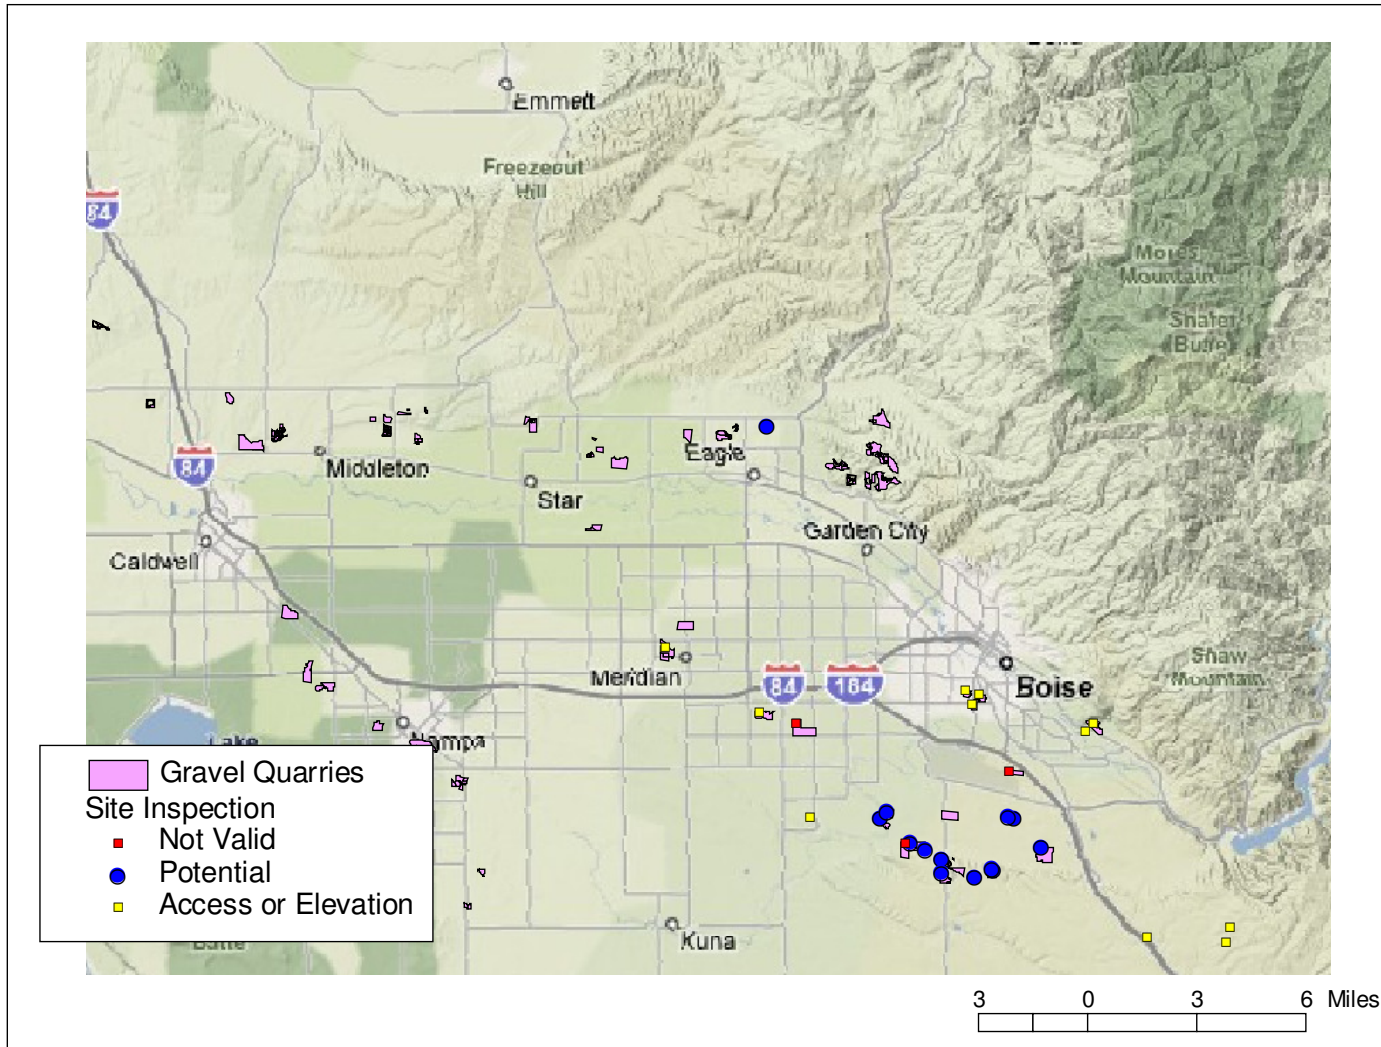 Emmett
Freezeout
Hill
84
Mores
Mountain
Shafer
Butte
Eagle
84
Middleton
Star
Garden City
Caldwell
Shaw
Mountain
Meridian
84
184
Boise
Nampa
Lake
Gravel Quarries
Site Inspection
Not Valid
Potential
Access or Elevation
Kuna
Butte
3 0 3 6 Miles